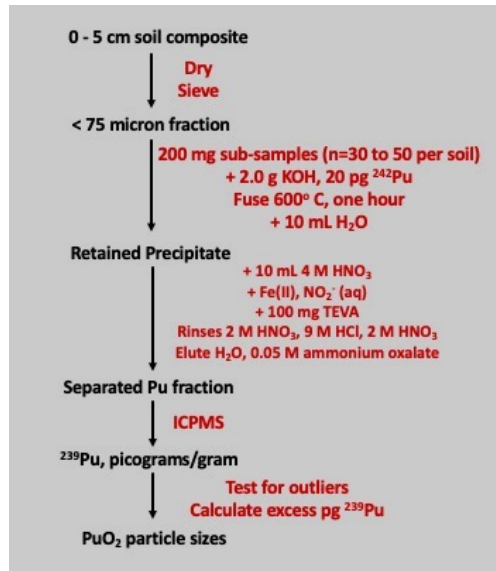 0 - 5 cm soil composite
Dry
Sieve
< 75 micron fraction
200 mg sub-samples (n=30 to 50 per soil)
+ 2.0 g KOH, 20 pg ²⁴²Pu
Fuse 600° C, one hour
+ 10 mL H₂O
Retained Precipitate
+ 10 mL 4 M HNO₃
+ Fe(II), NO₂⁻ (aq)
+ 100 mg TEVA
Rinses 2 M HNO₃, 9 M HCl, 2 M HNO₃
Elute H₂O, 0.05 M ammonium oxalate
Separated Pu fraction
ICPMS
²³⁹Pu, picograms/gram
Test for outliers
Calculate excess pg ²³⁹Pu
PuO₂ particle sizes